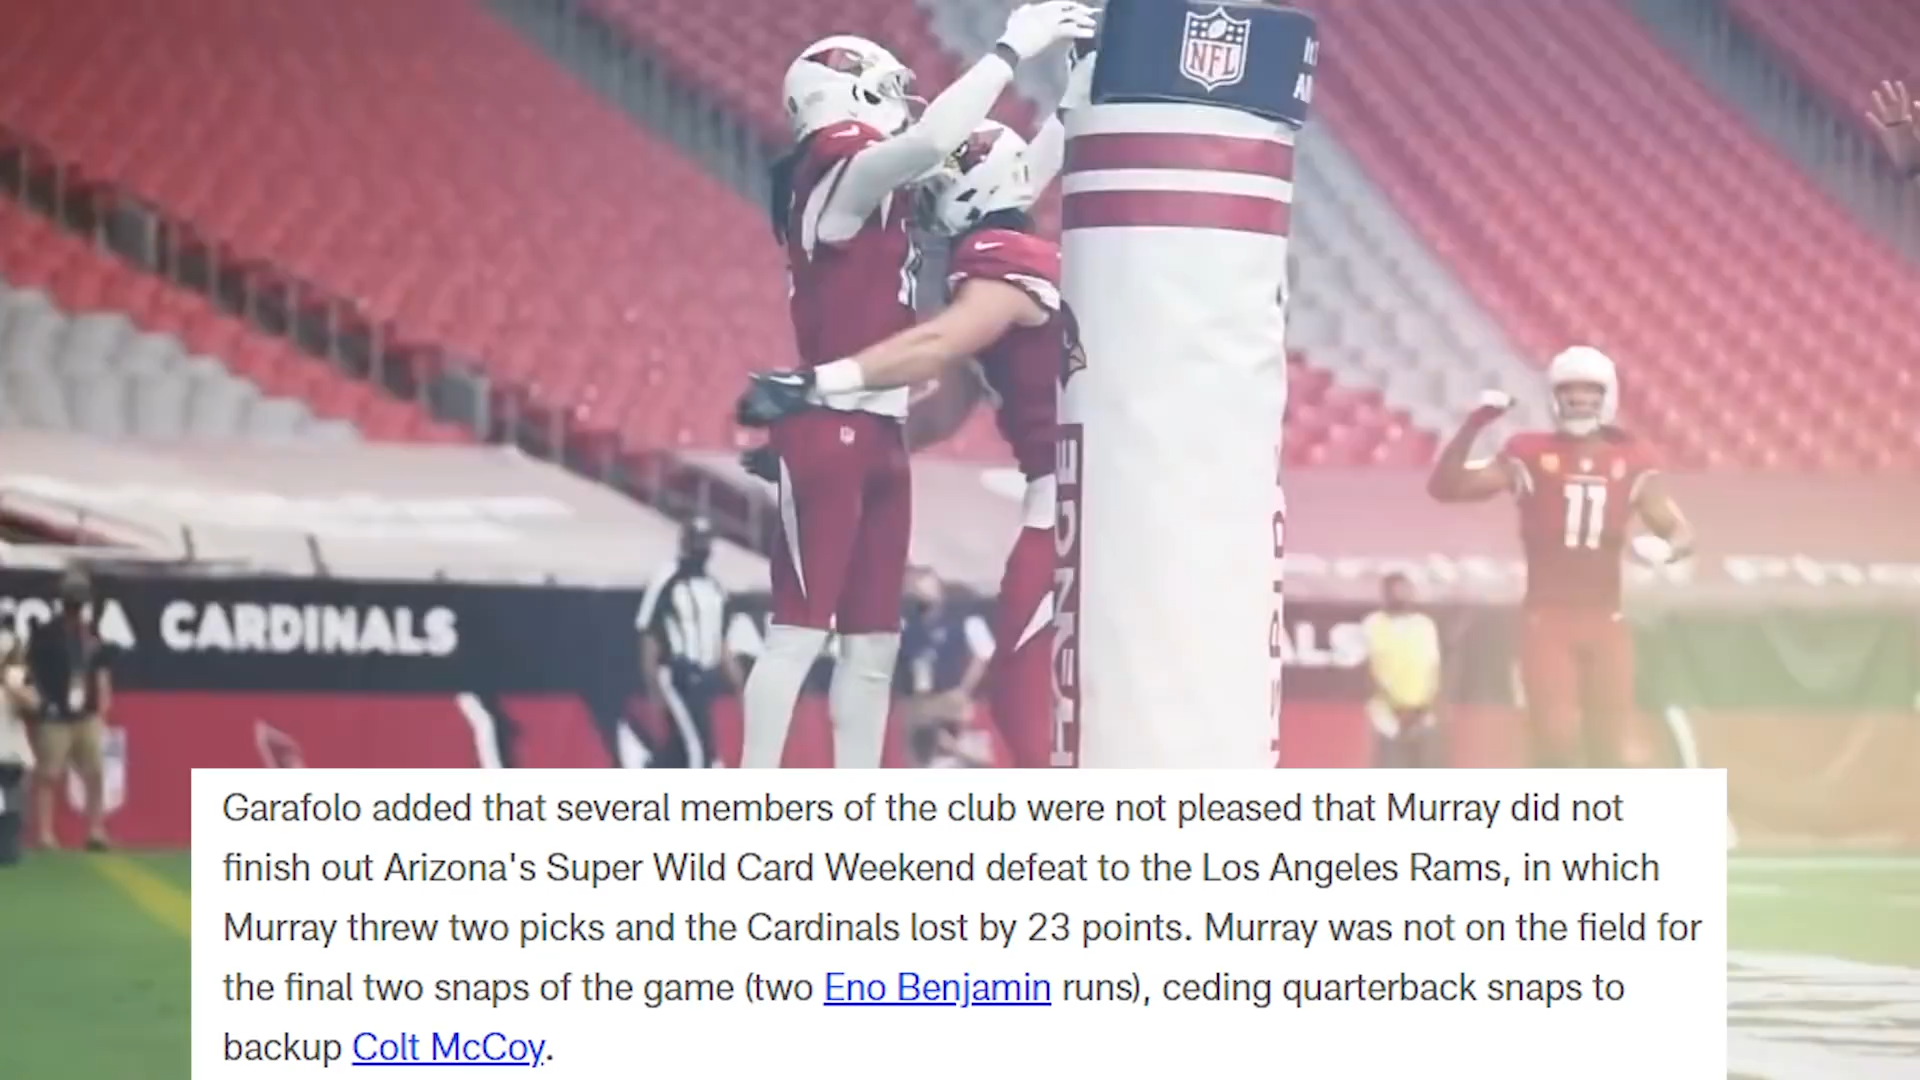 NFL
CARDINALS
ALS
11
Garafolo added that several members of the club were not pleased that Murray did not
finish out Arizona's Super Wild Card Weekend defeat to the Los Angeles Rams, in which
Murray threw two picks and the Cardinals lost by 23 points. Murray was not on the field for
the final two snaps of the game (two Eno Benjamin runs), ceding quarterback snaps to
backup Colt McCoy.